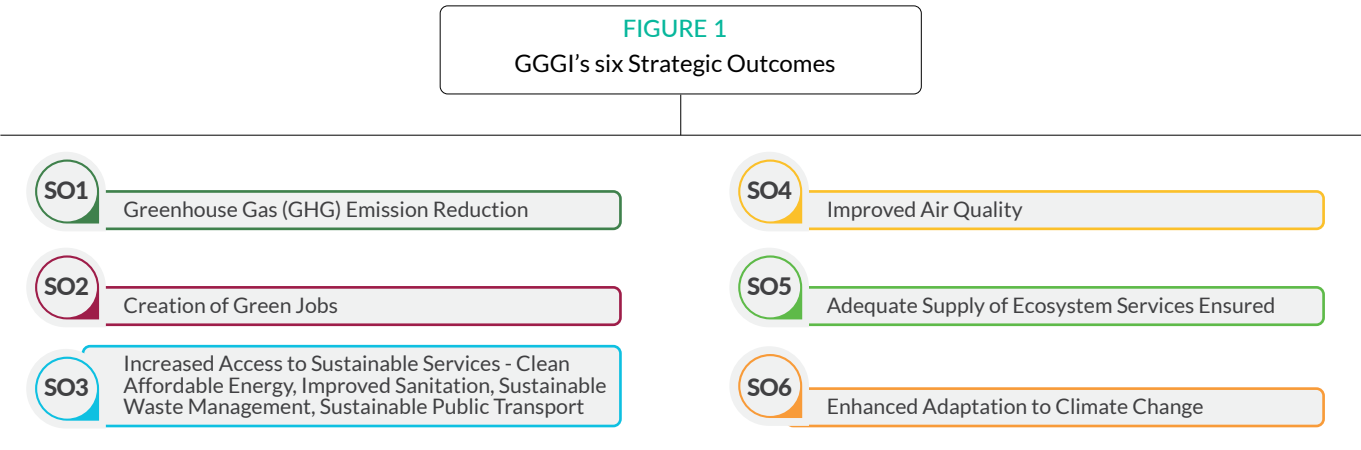 FIGURE 1
GGGI's six Strategic Outcomes
SO1
Greenhouse Gas (GHG) Emission Reduction
SO2
Creation of Green Jobs
SO3
Increased Access to Sustainable Services - Clean
Affordable Energy, Improved Sanitation, Sustainable
Waste Management, Sustainable Public Transport
SO4
Improved Air Quality
SO5
Adequate Supply of Ecosystem Services Ensured
SO6
Enhanced Adaptation to Climate Change